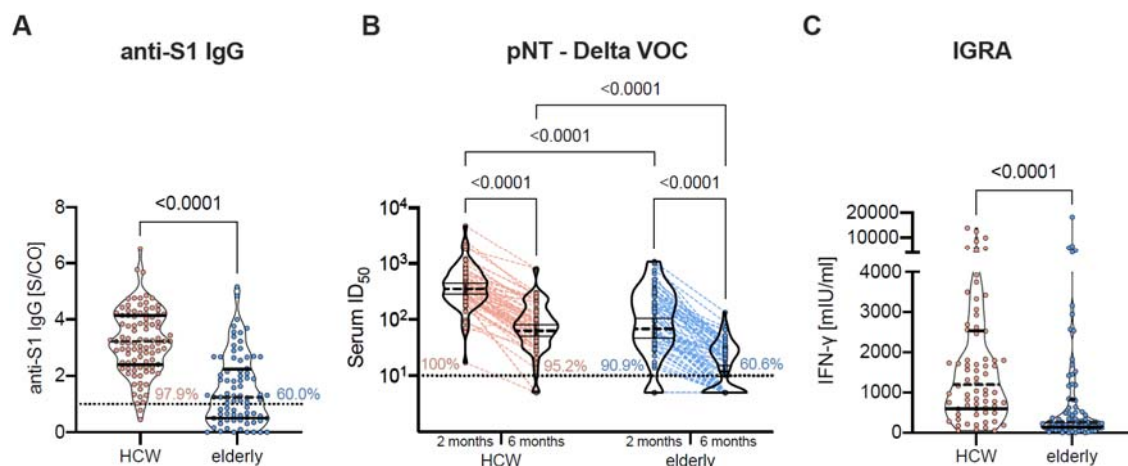 A
anti-S1 IgG
<0.0001
8
6
4
2
0
anti-S1 IgG [S/CO]
97.9%
60.0%
HCW
elderly
B
pNT - Delta VOC
<0.0001
<0.0001
<0.0001
<0.0001
10⁴
10³
10²
10¹
Serum ID₅₀
100%
95.2%
90.9%
60.6%
2 months 6 months
2 months 6 months
HCW
elderly
C
IGRA
<0.0001
20000
10000
4000
3000
2000
1000
0
IFN-γ [mIU/ml]
HCW
elderly